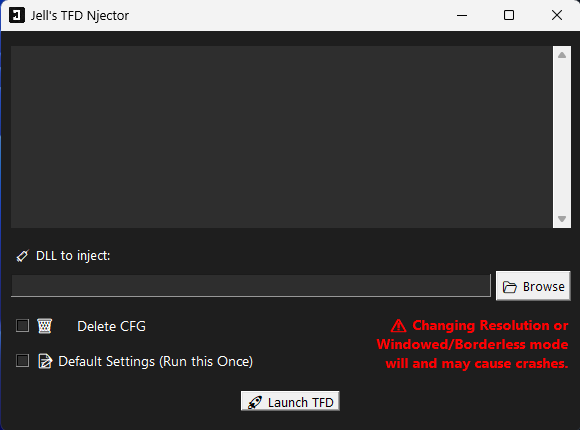 Jell's TFD Njector
DLL to inject:
Browse
Delete CFG
Default Settings (Run this Once)
Changing Resolution or
Windowed/Borderless mode
will and may cause crashes.
Launch TFD